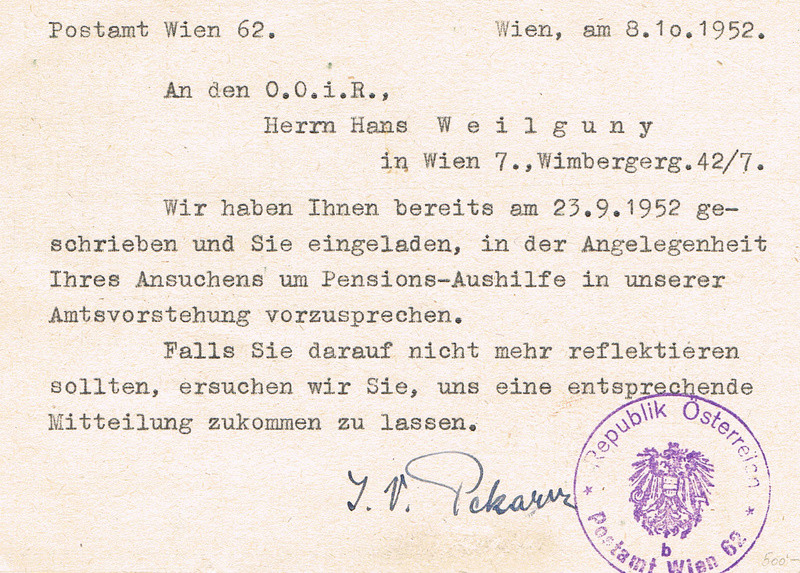 Postamt Wien 62. Wien, am 8.10.1952.
An den O.O.i.R.,
Herrn Hans W e i l g u n y
in Wien 7.,Wimbergerg.42/7.
Wir haben Ihnen bereits am 23.9.1952 ge-
schrieben und Sie eingeladen, in der Angelegenheit
Ihres Ansuchens um Pensions-Aushilfe in unserer
Amtsvorstehung vorzusprechen.
Falls Sie darauf nicht mehr reflektieren
sollten, ersuchen wir Sie, uns eine entsprechende
Mitteilung zukommen zu lassen.
I. V.
* Republik Österreich *
b
Postamt Wien 62
500.-